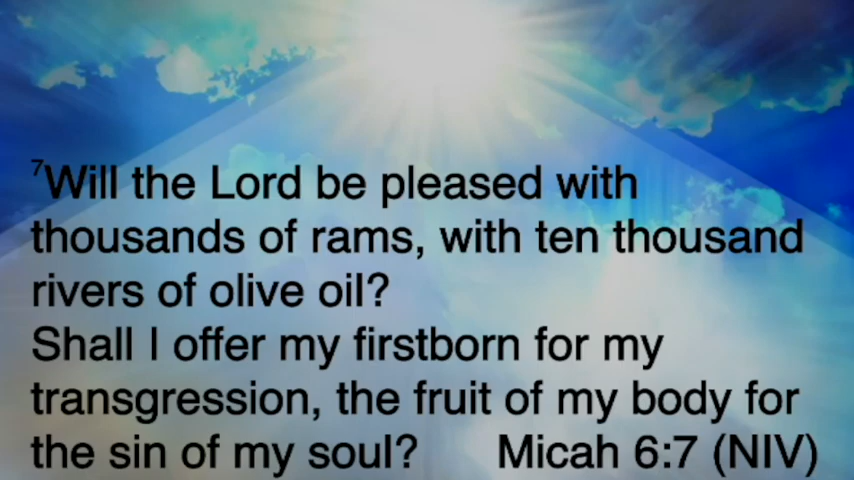 7Will the Lord be pleased with
thousands of rams, with ten thousand
rivers of olive oil?
Shall I offer my firstborn for my
transgression, the fruit of my body for
the sin of my soul? Micah 6:7 (NIV)